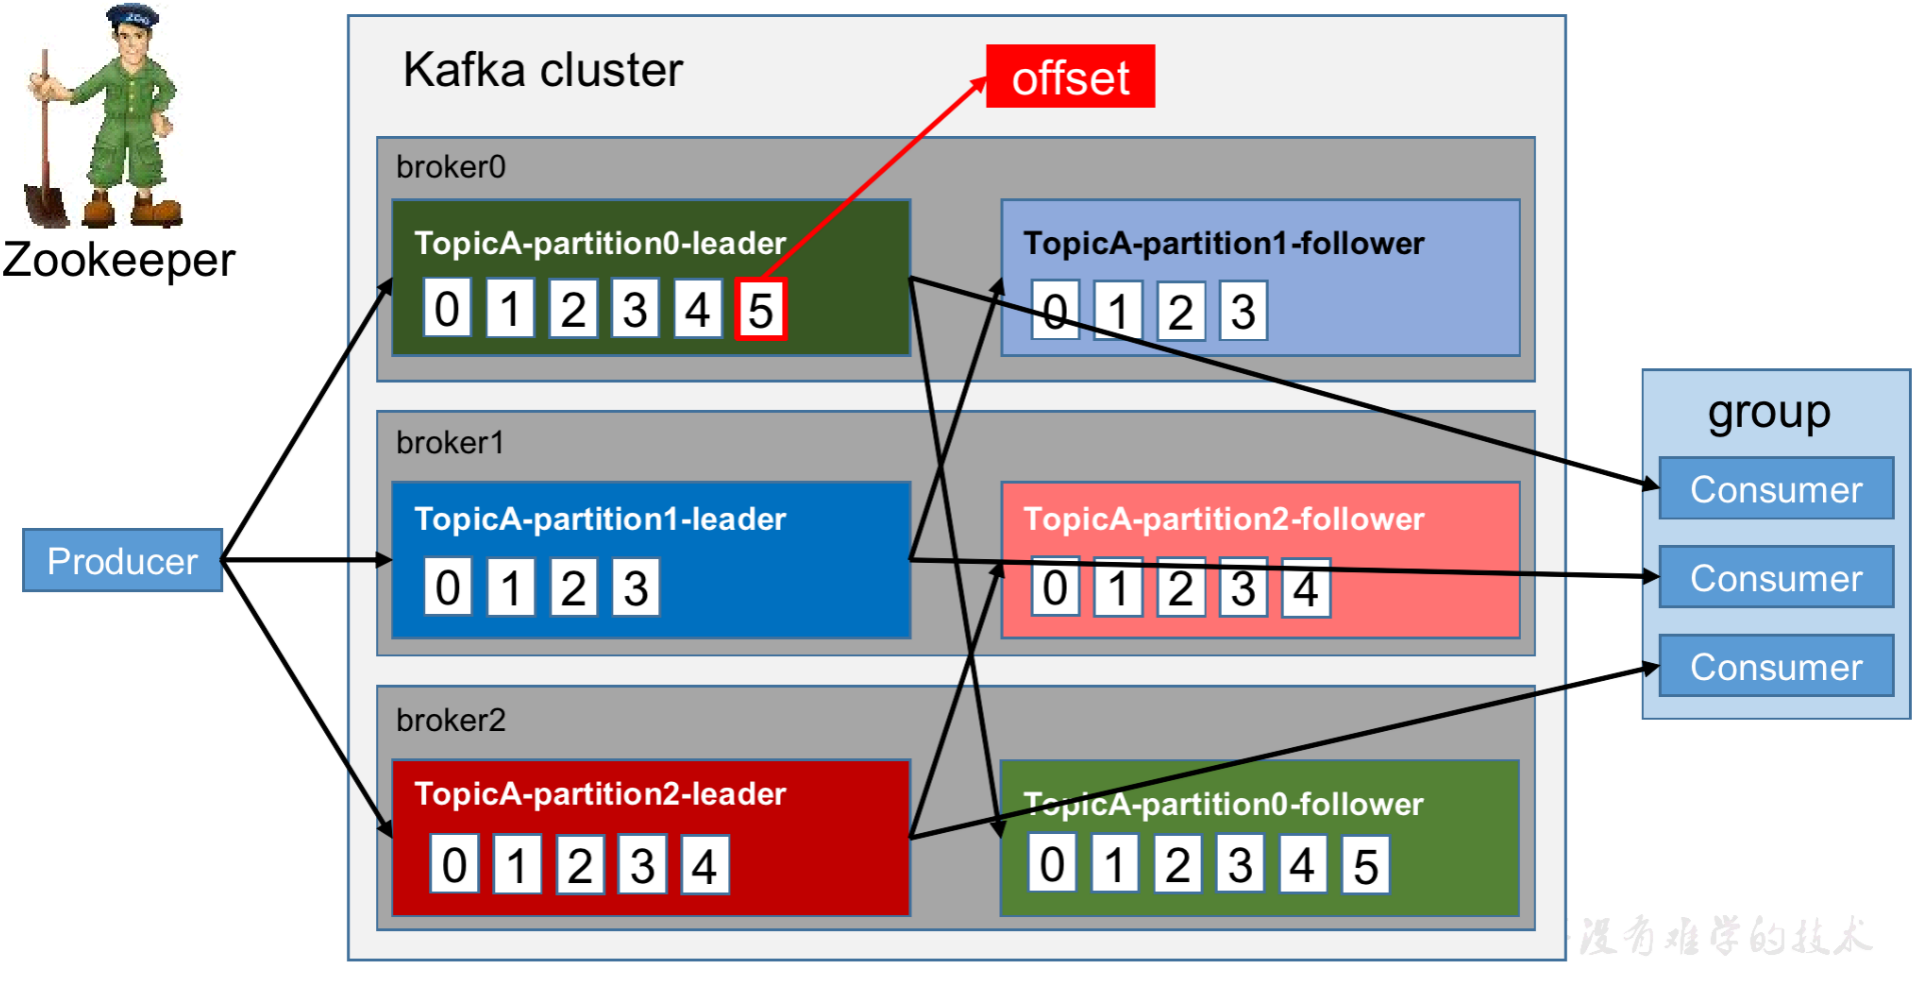 Zookeeper
Kafka cluster
offset
broker0
TopicA-partition0-leader
0 1 2 3 4 5
TopicA-partition1-follower
0 1 2 3
broker1
TopicA-partition1-leader
0 1 2 3
TopicA-partition2-follower
0 1 2 3 4
broker2
TopicA-partition2-leader
0 1 2 3 4
TopicA-partition0-follower
0 1 2 3 4 5
Producer
group
Consumer
Consumer
Consumer
没有难学的技术